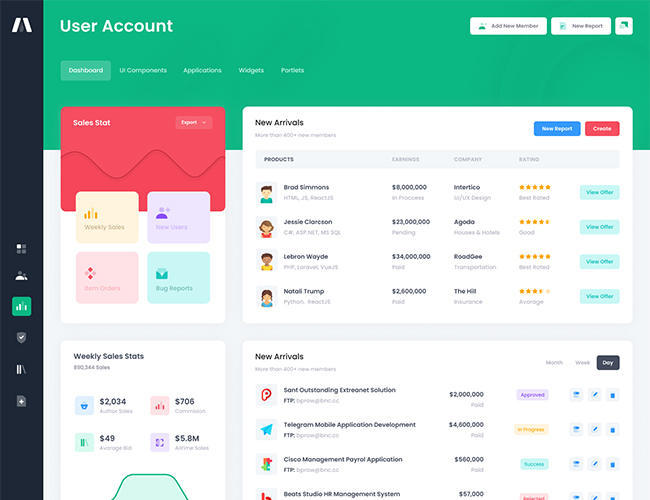 User Account
Add New Member
New Report
Dashboard
UI Components
Applications
Widgets
Portlets
Sales Stat
Export
Weekly Sales
New Users
Item Orders
Bug Reports
New Arrivals
More than 400+ new members
New Report
Create
PRODUCTS EARNINGS COMPANY RATING
Brad Simmons $8,000,000 Intertico
HTML, JS, ReactJS In Proccess UI/UX Design Best Rated
View Offer
Jessie Clarcson $23,000,000 Agoda
C#, ASP.NET, MS SQL Pending Houses & Hotels Good
View Offer
Lebron Wayde $34,000,000 RoadGee
PHP, Laravel, VueJS Paid Transportation Best Rated
View Offer
Natali Trump $2,600,000 The Hill
Python, ReactJS Paid Insurance Avarage
View Offer
Weekly Sales Stats
890,344 Sales
$2,034 $706
Author Sales Commision
$49 $5.8M
Avarage Bid Alltime Sales
New Arrivals
More than 400+ new members
Month Week Day
Sant Outstanding Extreanet Solution $2,000,000 Approved
FTP: bprow@bnc.cc Paid
Telegram Mobile Application Development $4,600,000 In Progress
FTP: bprow@bnc.cc Paid
Cisco Management Payrol Application $560,000 Success
FTP: bprow@bnc.cc Paid
Beats Studio HR Management System $57,000 Rejected